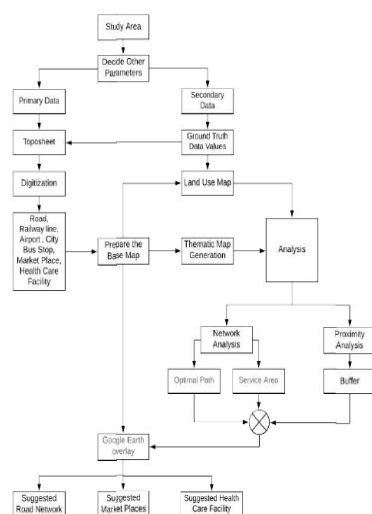 Study Area
Decide Other
Parameters
Primary Data
Secondary
Data
Toposheet
Ground Truth
Data Values
Digitization
Land Use Map
Road,
Railway line,
Airport , City
Bus Stop,
Market Place,
Health Care
Facility
Prepare the
Base Map
Thematic Map
Generation
Analysis
Network
Analysis
Proximity
Analysis
Optimal Path
Service Area
Buffer
Google Earth
overlay
Suggested
Road Network
Suggested
Market Places
Suggested Health
Care Facility